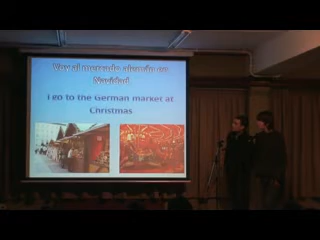 Voy al mercado alemán en
Navidad
I go to the German market at
Christmas